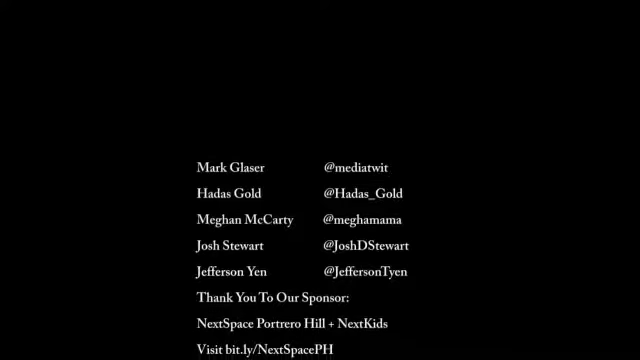 Mark Glaser @mediatwit
Hadas Gold @Hadas_Gold
Meghan McCarty @meghamama
Josh Stewart @JoshDStewart
Jefferson Yen @JeffersonTyen
Thank You To Our Sponsor:
NextSpace Portrero Hill + NextKids
Visit bit.ly/NextSpacePH